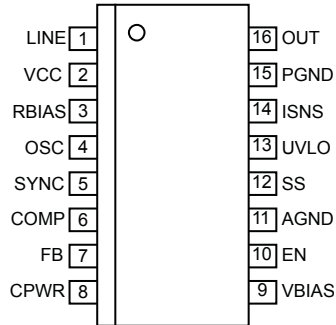 LINE 1 16 OUT
VCC 2 15 PGND
RBIAS 3 14 ISNS
OSC 4 13 UVLO
SYNC 5 12 SS
COMP 6 11 AGND
FB 7 10 EN
CPWR 8 9 VBIAS